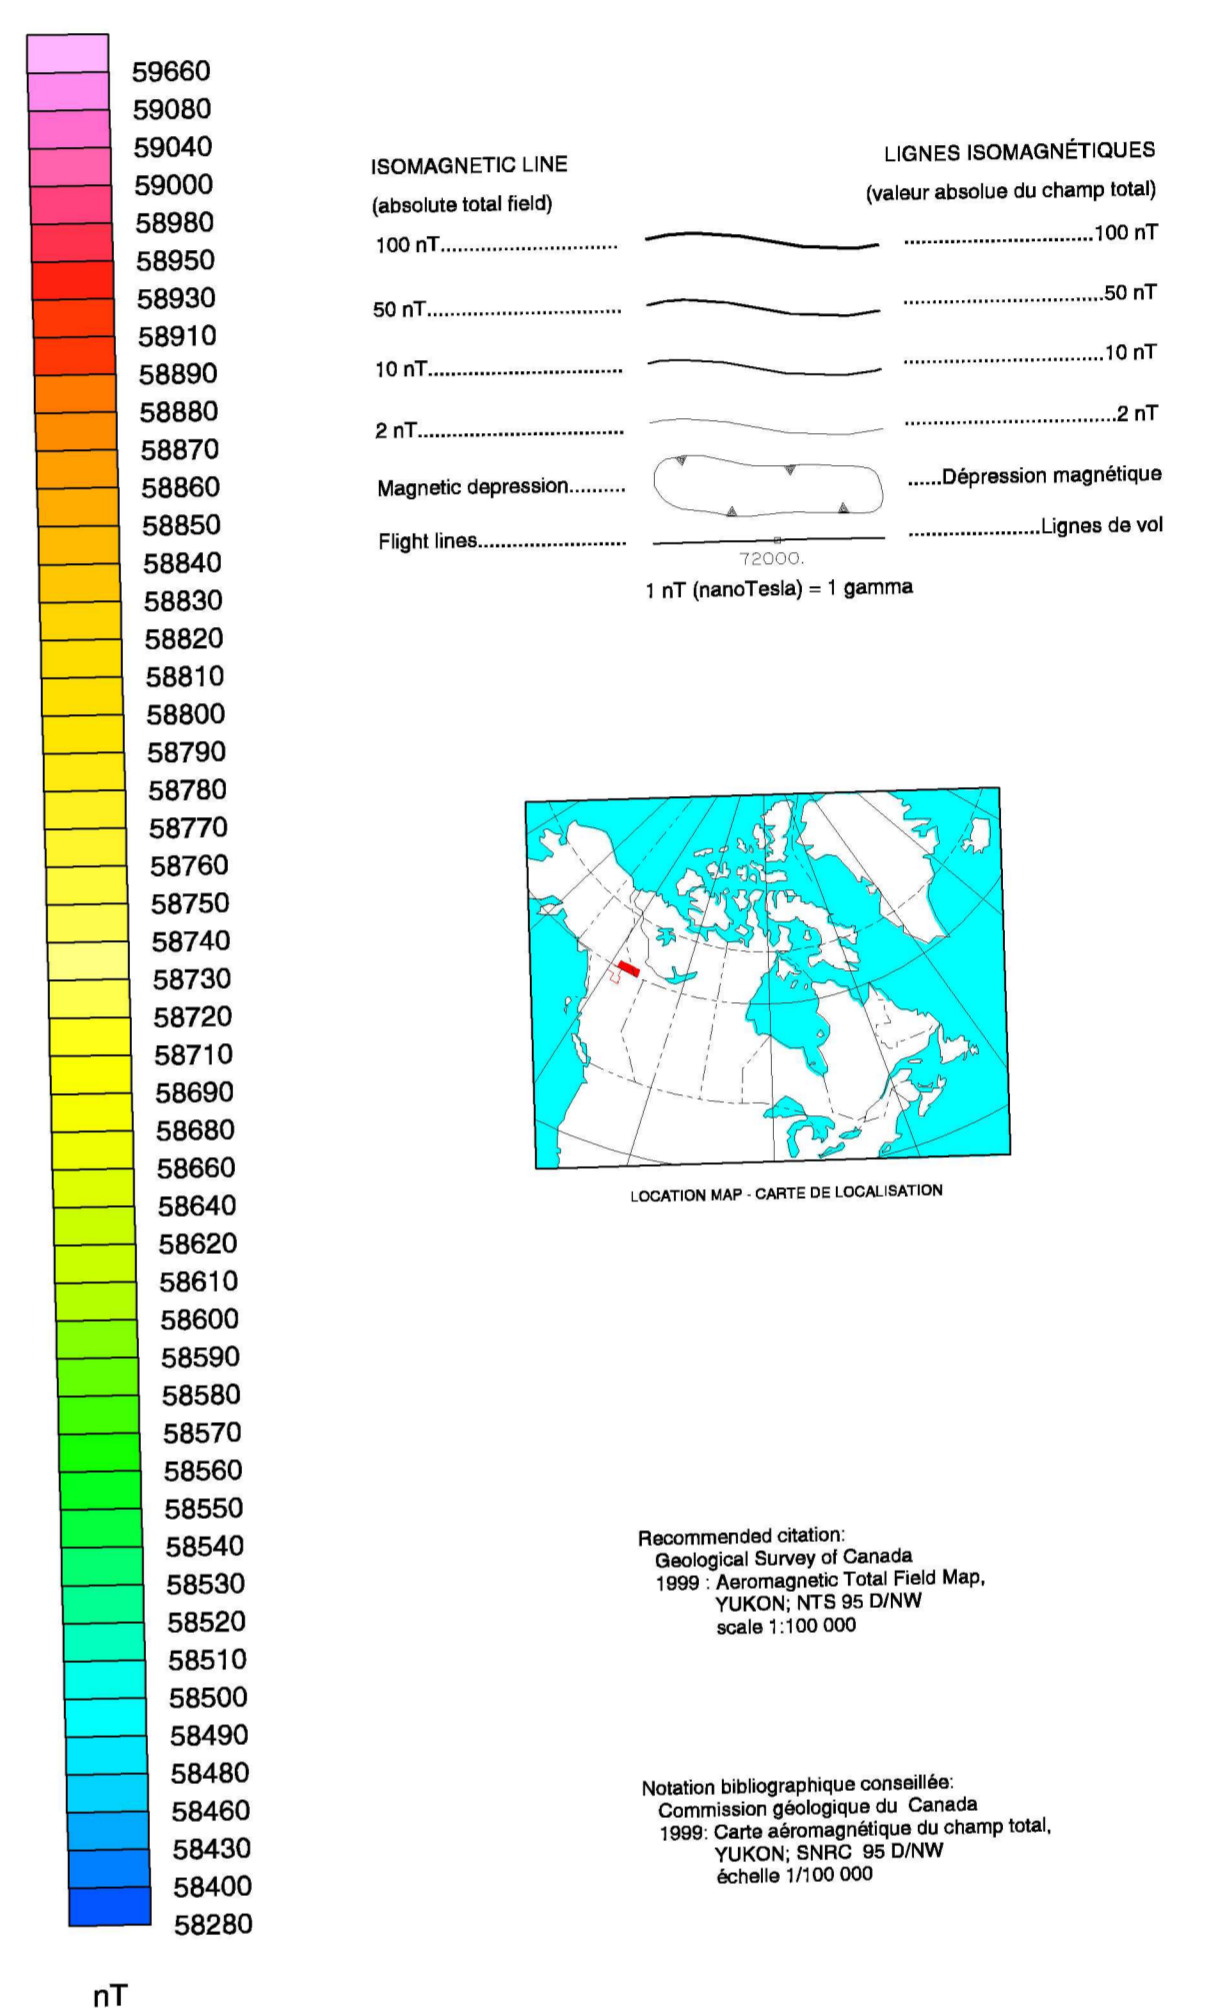 59660
59080
59040
59000
58980
58950
58930
58910
58890
58880
58870
58860
58850
58840
58830
58820
58810
58800
58790
58780
58770
58760
58750
58740
58730
58720
58710
58690
58680
58660
58640
58620
58610
58600
58590
58580
58570
58560
58550
58540
58530
58520
58510
58500
58490
58480
58460
58430
58400
58280
nT
ISOMAGNETIC LINE LIGNES ISOMAGNÉTIQUES
(absolute total field) (valeur absolue du champ total)
100 nT 100 nT
50 nT 50 nT
10 nT 10 nT
2 nT 2 nT
Magnetic depression Dépression magnétique
Flight lines Lignes de vol
72000.
1 nT (nanoTesla) = 1 gamma
LOCATION MAP - CARTE DE LOCALISATION
Recommended citation:
Geological Survey of Canada
1999 : Aeromagnetic Total Field Map,
YUKON; NTS 95 D/NW
scale 1:100 000
Notation bibliographique conseillée:
Commission géologique du Canada
1999: Carte aéromagnétique du champ total,
YUKON; SNRC 95 D/NW
échelle 1/100 000